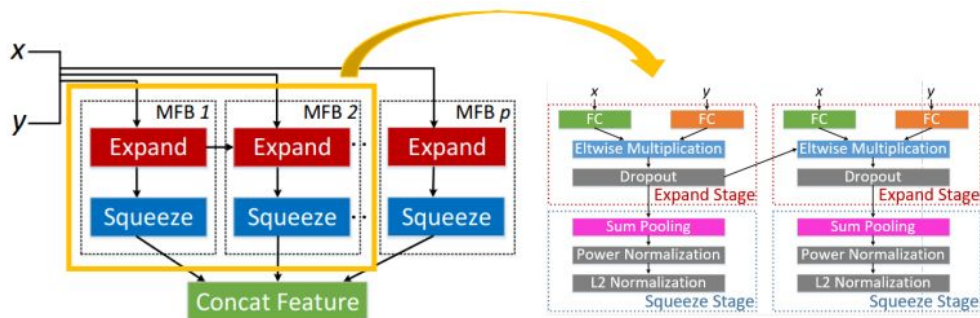 x
y
MFB 1
MFB 2
MFB p
Expand
Expand
Expand
Squeeze
Squeeze
Squeeze
Concat Feature
x
y
x
y
FC
FC
FC
FC
Eltwise Multiplication
Eltwise Multiplication
Dropout
Dropout
Expand Stage
Expand Stage
Sum Pooling
Sum Pooling
Power Normalization
Power Normalization
L2 Normalization
L2 Normalization
Squeeze Stage
Squeeze Stage